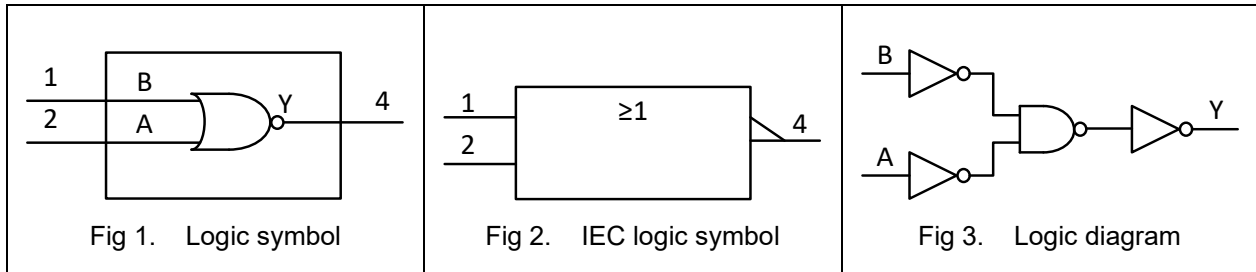 1
B
2
A
Y
4
Fig 1. Logic symbol
1
2
≥1
4
Fig 2. IEC logic symbol
B
A
Y
Fig 3. Logic diagram